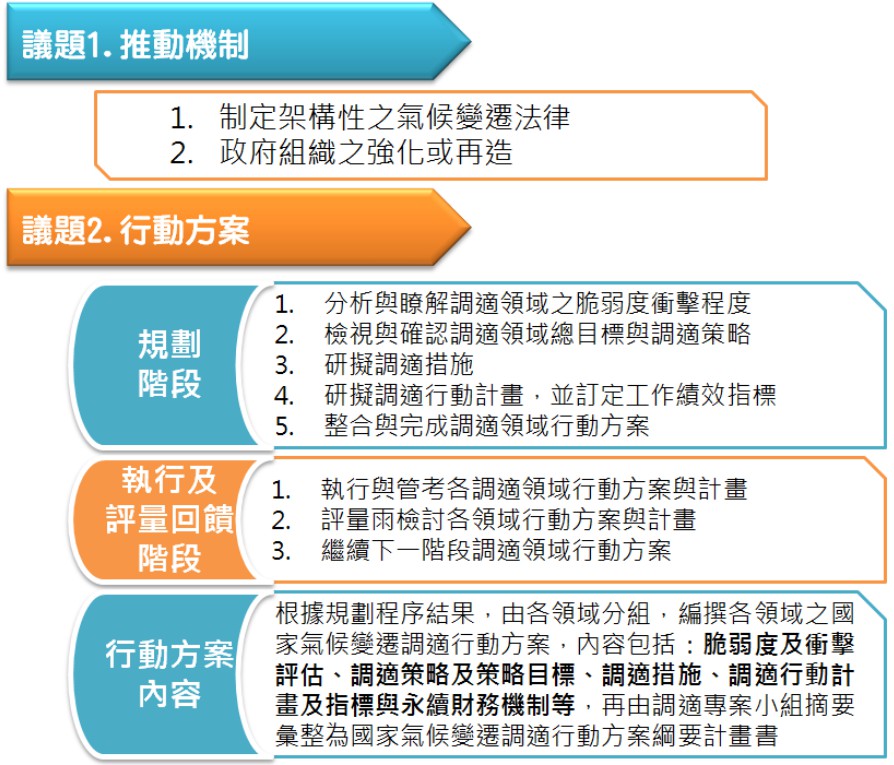 議題1.推動機制
1. 制定架構性之氣候變遷法律
2. 政府組織之強化或再造
議題2.行動方案
規劃
階段
1. 分析與瞭解調適領域之脆弱度衝擊程度
2. 檢視與確認調適領域總目標與調適策略
3. 研擬調適措施
4. 研擬調適行動計畫，並訂定工作績效指標
5. 整合與完成調適領域行動方案
執行及
評量回饋
階段
1. 執行與管考各調適領域行動方案與計畫
2. 評量雨檢討各領域行動方案與計畫
3. 繼續下一階段調適領域行動方案
行動方案
內容
根據規劃程序結果，由各領域分組，編撰各領域之國
家氣候變遷調適行動方案，內容包括：脆弱度及衝擊
評估、調適策略及策略目標、調適措施、調適行動計
畫及指標與永續財務機制等，再由調適專案小組摘要
彙整為國家氣候變遷調適行動方案綱要計畫書